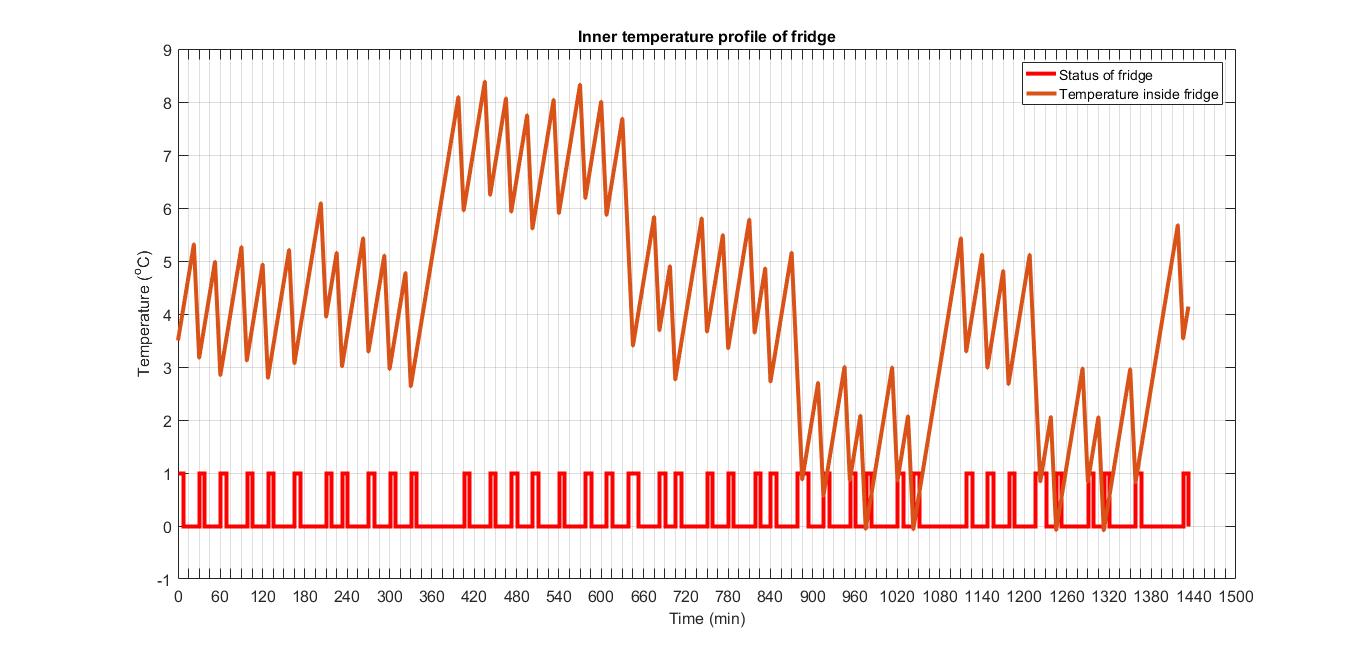 Inner temperature profile of fridge
9
8
7
6
5
4
3
2
1
0
-1
Temperature (°C)
Status of fridge
Temperature inside fridge
0 60 120 180 240 300 360 420 480 540 600 660 720 780 840 900 960 1020 1080 1140 1200 1260 1320 1380 1440 1500
Time (min)